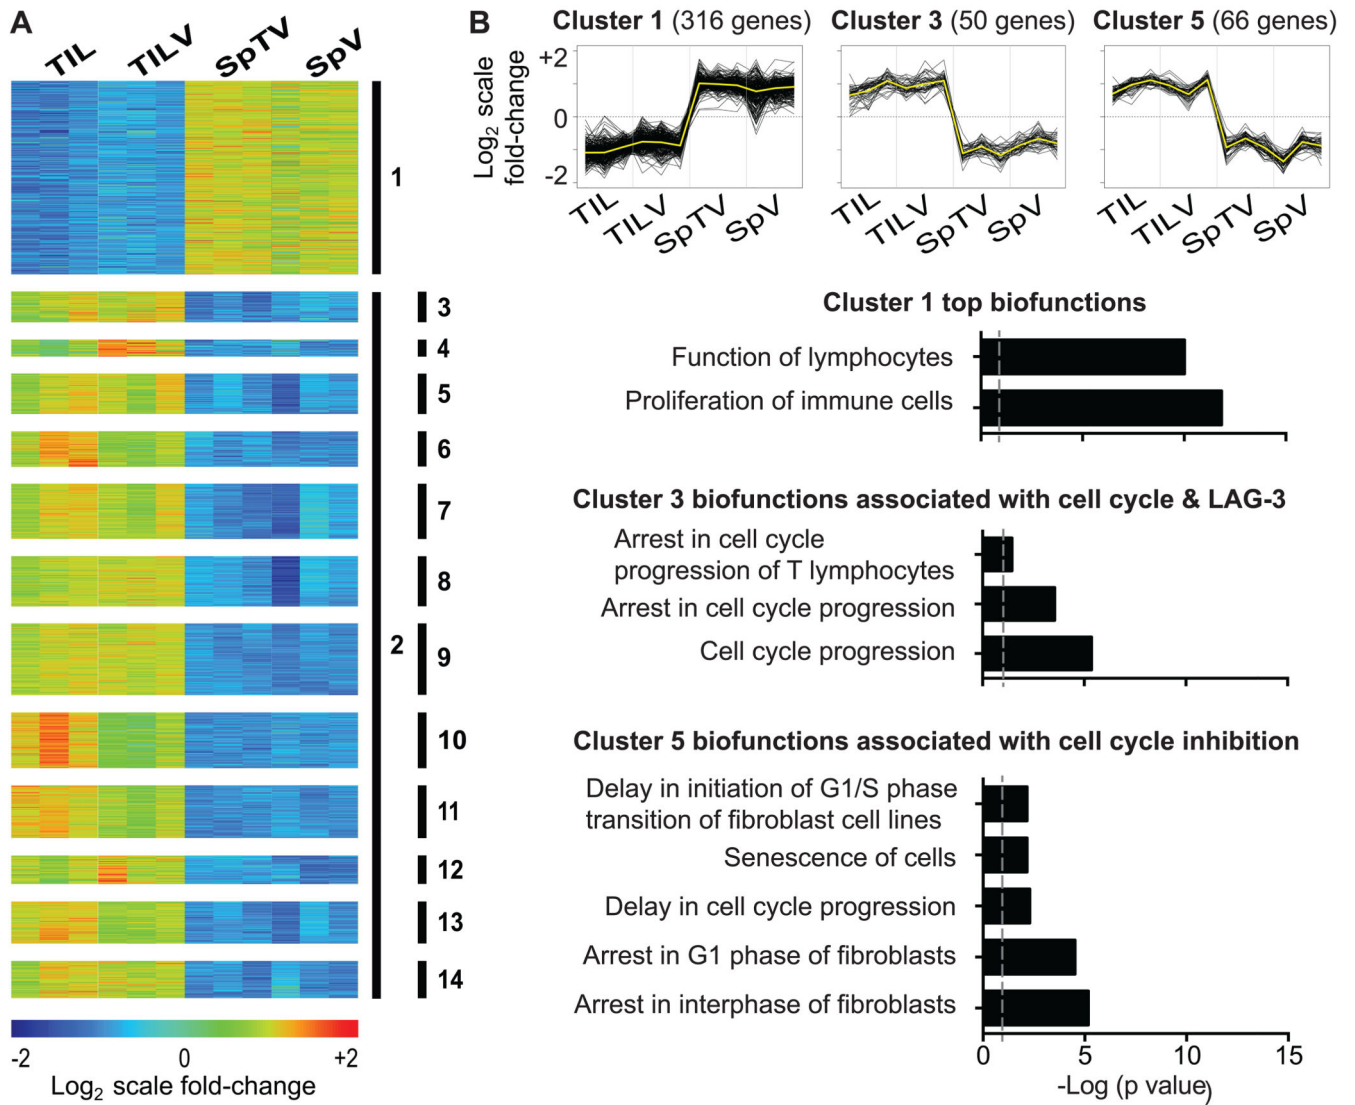 A
TIL
TILV
SpTV
SpV
1
3
4
5
6
7
8
2
9
10
11
12
13
14
-2
0
+2
Log2 scale fold-change
B
Cluster 1 (316 genes)
Cluster 3 (50 genes)
Cluster 5 (66 genes)
Log2 scale
fold-change
+2
0
-2
TIL
TILV
SpTV
SpV
TIL
TILV
SpTV
SpV
TIL
TILV
SpTV
SpV
Cluster 1 top biofunctions
Function of lymphocytes
Proliferation of immune cells
Cluster 3 biofunctions associated with cell cycle & LAG-3
Arrest in cell cycle
progression of T lymphocytes
Arrest in cell cycle progression
Cell cycle progression
Cluster 5 biofunctions associated with cell cycle inhibition
Delay in initiation of G1/S phase
transition of fibroblast cell lines
Senescence of cells
Delay in cell cycle progression
Arrest in G1 phase of fibroblasts
Arrest in interphase of fibroblasts
0
5
10
15
-Log (p value)